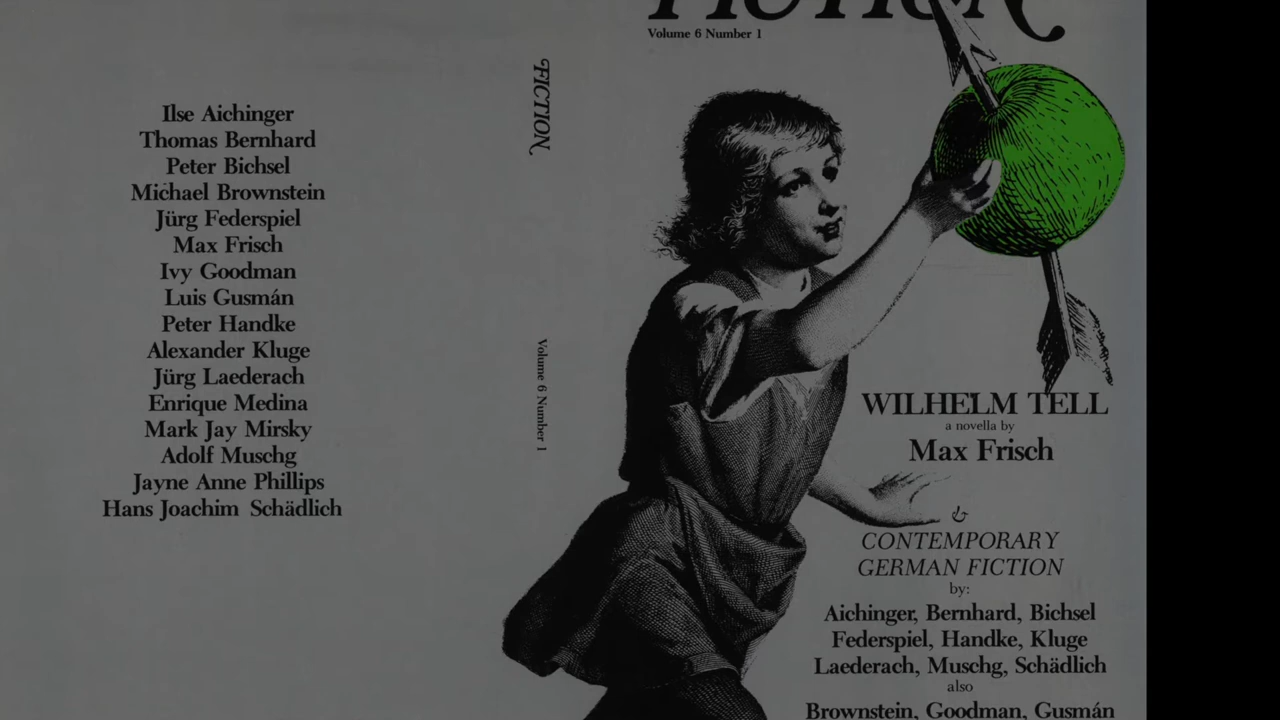 Ilse Aichinger
Thomas Bernhard
Peter Bichsel
Michael Brownstein
Jürg Federspiel
Max Frisch
Ivy Goodman
Luis Gusmán
Peter Handke
Alexander Kluge
Jürg Laederach
Enrique Medina
Mark Jay Mirsky
Adolf Muschg
Jayne Anne Phillips
Hans Joachim Schädlich
FICTION
Volume 6 Number 1
FICTION
Volume 6 Number 1
WILHELM TELL
a novella by
Max Frisch
&
CONTEMPORARY
GERMAN FICTION
by:
Aichinger, Bernhard, Bichsel
Federspiel, Handke, Kluge
Laederach, Muschg, Schädlich
also
Brownstein, Goodman, Gusmán